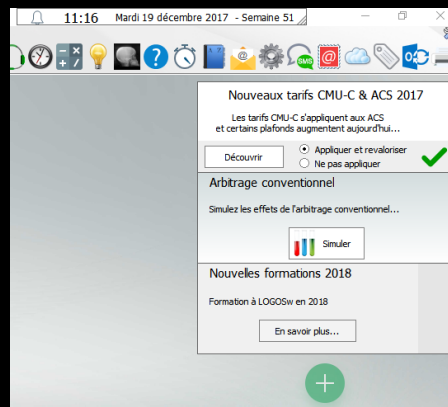 11:16 Mardi 19 décembre 2017 - Semaine 51
SMS
Nouveaux tarifs CMU-C & ACS 2017
Les tarifs CMU-C s'appliquent aux ACS
et certains plafonds augmentent aujourd'hui...
Découvrir
Appliquer et revaloriser
Ne pas appliquer
Arbitrage conventionnel
Simulez les effets de l'arbitrage conventionnel...
Simuler
Nouvelles formations 2018
Formation à LOGOSw en 2018
En savoir plus...